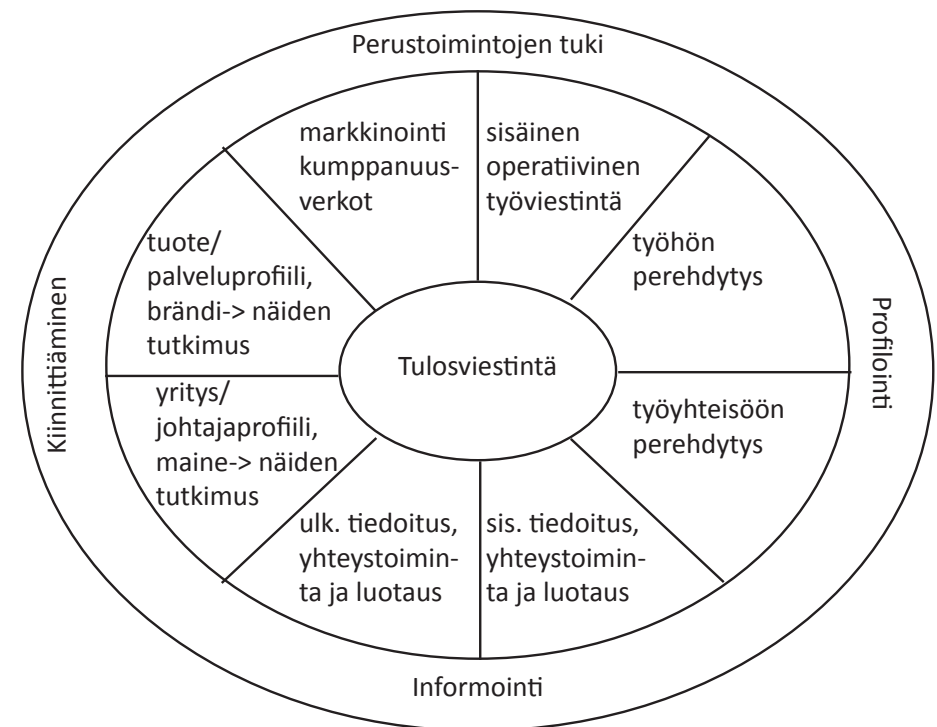 Perustoimintojen tuki
markkinointi
kumppanuus-
verkot
sisäinen
operatiivinen
työviestintä
tuote/
palveluprofiili,
brändi-> näiden
tutkimus
työhön
perehdytys
Kiinnittiäminen
Tulosviestintä
Profilointi
yritys/
johtajaprofiili,
maine-> näiden
tutkimus
työyhteisöön
perehdytys
ulk. tiedoitus,
yhteystoimin-
ta ja luotaus
sis. tiedoitus,
yhteystoimin-
ta ja luotaus
Informointi